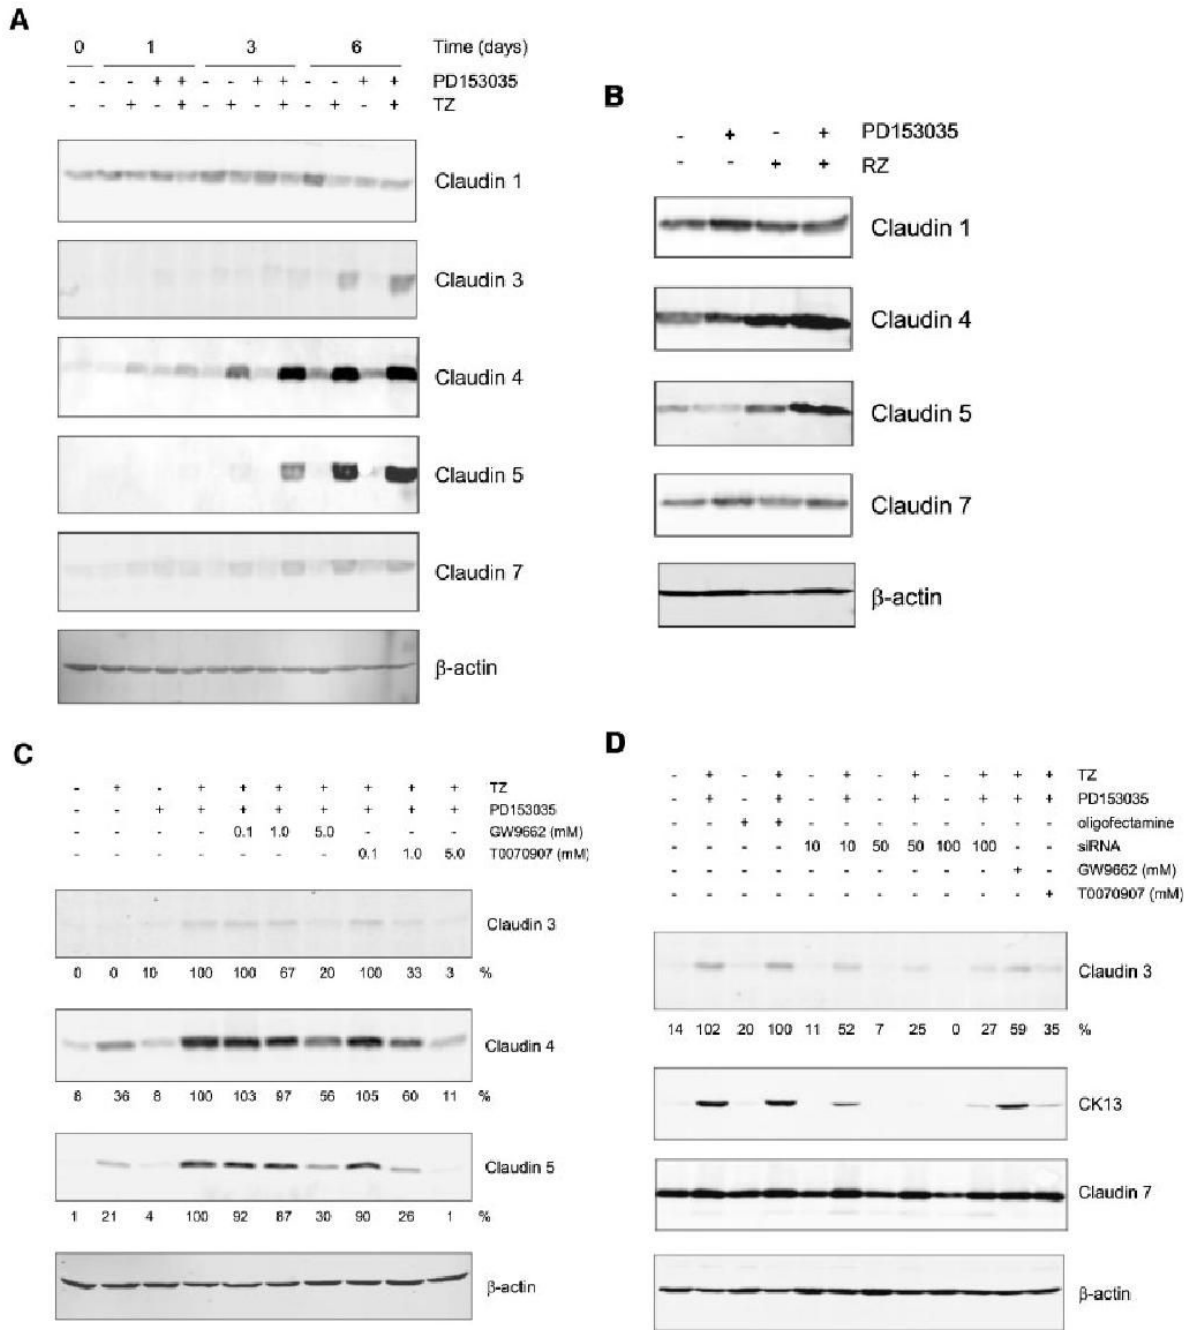 A
0 1 3 6 Time (days)
- - - + + - - + + - - + + PD153035
- - + - + - + - + - + - + TZ
Claudin 1
Claudin 3
Claudin 4
Claudin 5
Claudin 7
β-actin
B
- + - + PD153035
- - + + RZ
Claudin 1
Claudin 4
Claudin 5
Claudin 7
β-actin
C
- + - + + + + + + + TZ
- - + + + + + + + + PD153035
- - - - 0.1 1.0 5.0 - - - GW9662 (mM)
- - - - - - - 0.1 1.0 5.0 T0070907 (mM)
Claudin 3
0 0 10 100 100 67 20 100 33 3 %
Claudin 4
8 36 8 100 103 97 56 105 60 11 %
Claudin 5
1 21 4 100 92 87 30 90 26 1 %
β-actin
D
- + - + - + - + - + + + TZ
- + - + - + - + - + + + PD153035
- - + + - - - - - - - - oligofectamine
- - - - 10 10 50 50 100 100 - - siRNA
- - - - - - - - - - + - GW9662 (mM)
- - - - - - - - - - - + T0070907 (mM)
Claudin 3
14 102 20 100 11 52 7 25 0 27 59 35 %
CK13
Claudin 7
β-actin